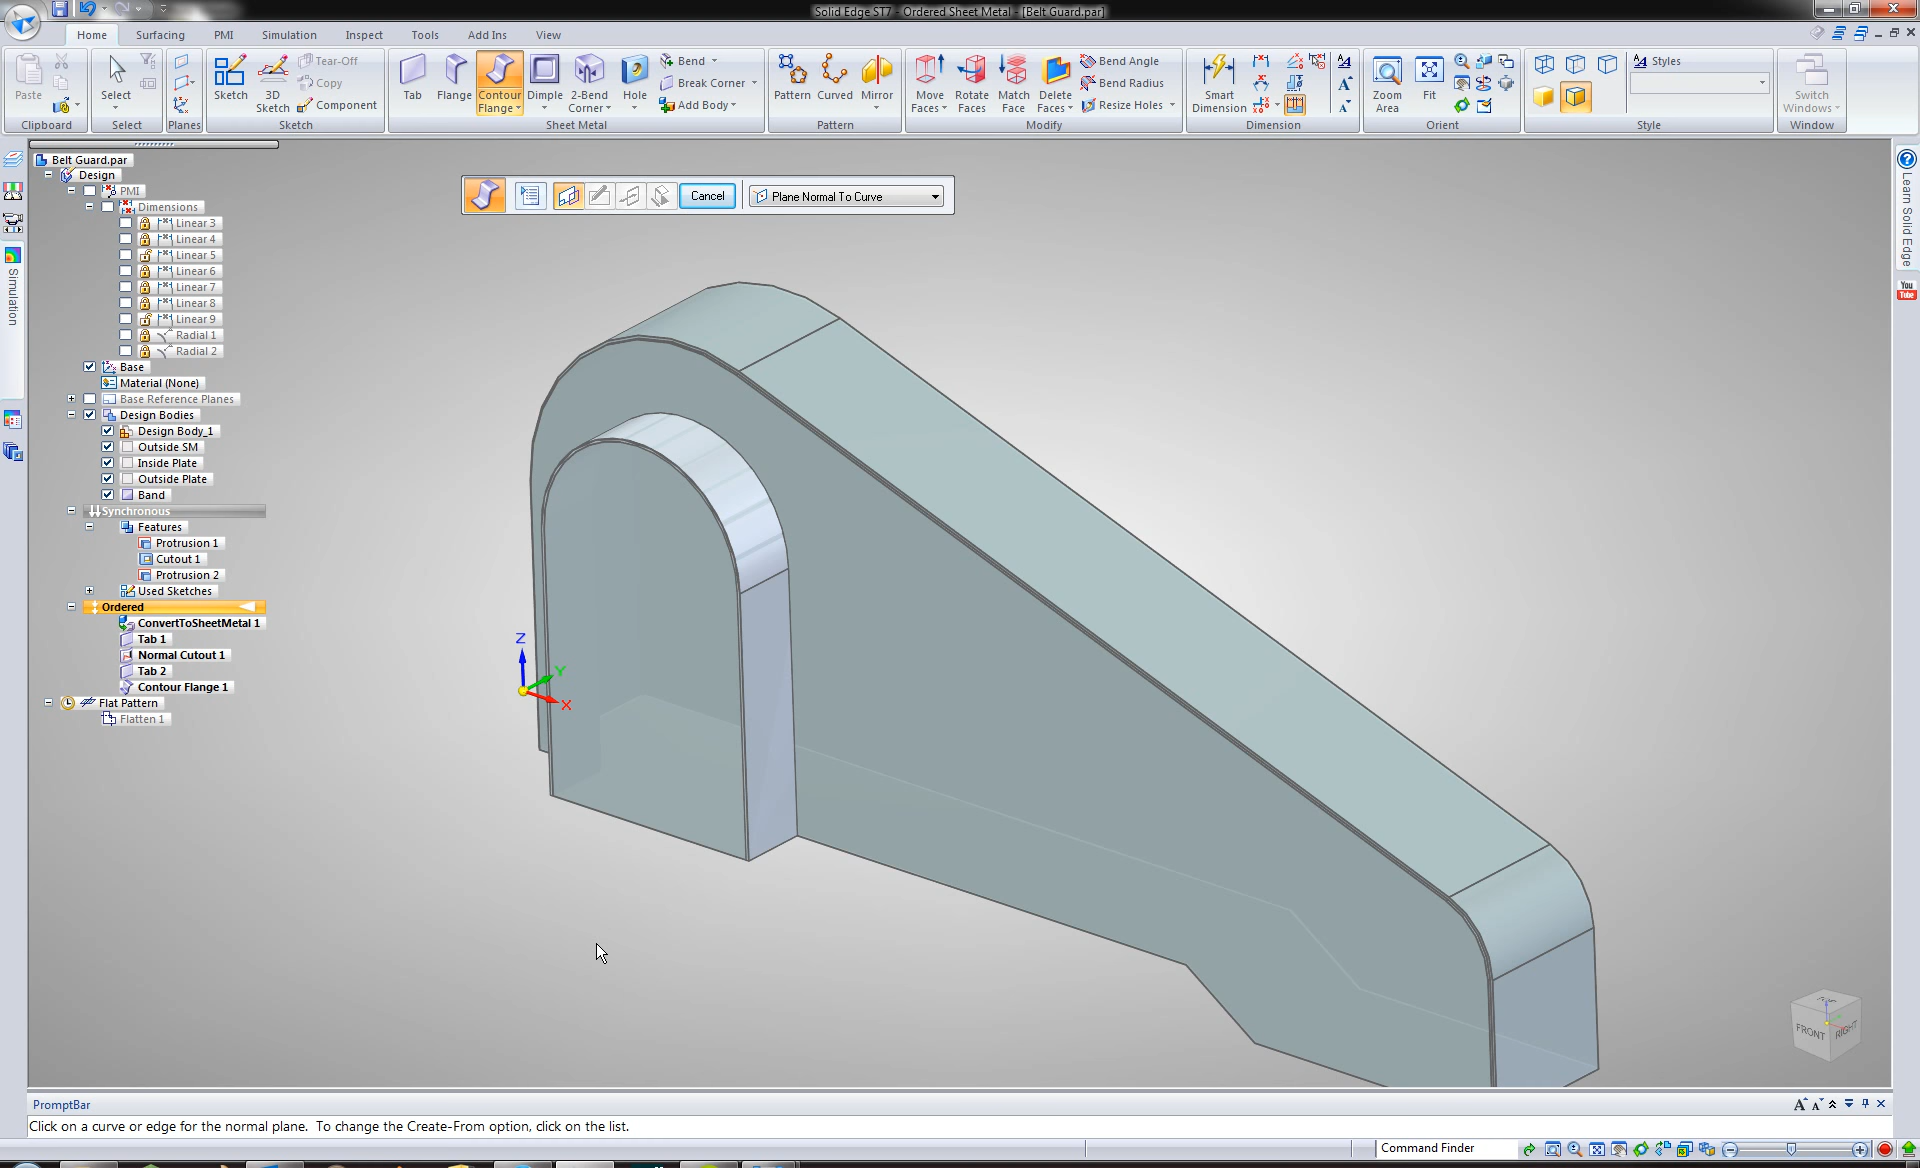 Solid Edge ST7 - Ordered Sheet Metal - [Belt Guard.par]
Home Surfacing PMI Simulation Inspect Tools Add Ins View
Paste
Clipboard
Select
Select
Planes
Sketch
3D Sketch
Tear-Off
Copy
Component
Sketch
Tab
Flange
Contour Flange
Dimple
2-Bend Corner
Hole
Bend
Break Corner
Add Body
Sheet Metal
Pattern
Curved
Mirror
Pattern
Move Faces
Rotate Faces
Match Face
Delete Faces
Bend Angle
Bend Radius
Resize Holes
Modify
Smart Dimension
Dimension
Zoom Area
Fit
Orient
Styles
Style
Switch Windows
Window
Belt Guard.par
Design
PMI
Dimensions
Linear 3
Linear 4
Linear 5
Linear 6
Linear 7
Linear 8
Linear 9
Radial 1
Radial 2
Base
Material (None)
Base Reference Planes
Design Bodies
Design Body_1
Outside SM
Inside Plate
Outside Plate
Band
Synchronous
Features
Protrusion 1
Cutout 1
Protrusion 2
Used Sketches
Ordered
ConvertToSheetMetal 1
Tab 1
Normal Cutout 1
Tab 2
Contour Flange 1
Flat Pattern
Flatten 1
Simulation
Cancel
Plane Normal To Curve
Z
Y
X
Learn Solid Edge
You
Tube
FRONT
RIGHT
PromptBar
Click on a curve or edge for the normal plane.  To change the Create-From option, click on the list.
Command Finder